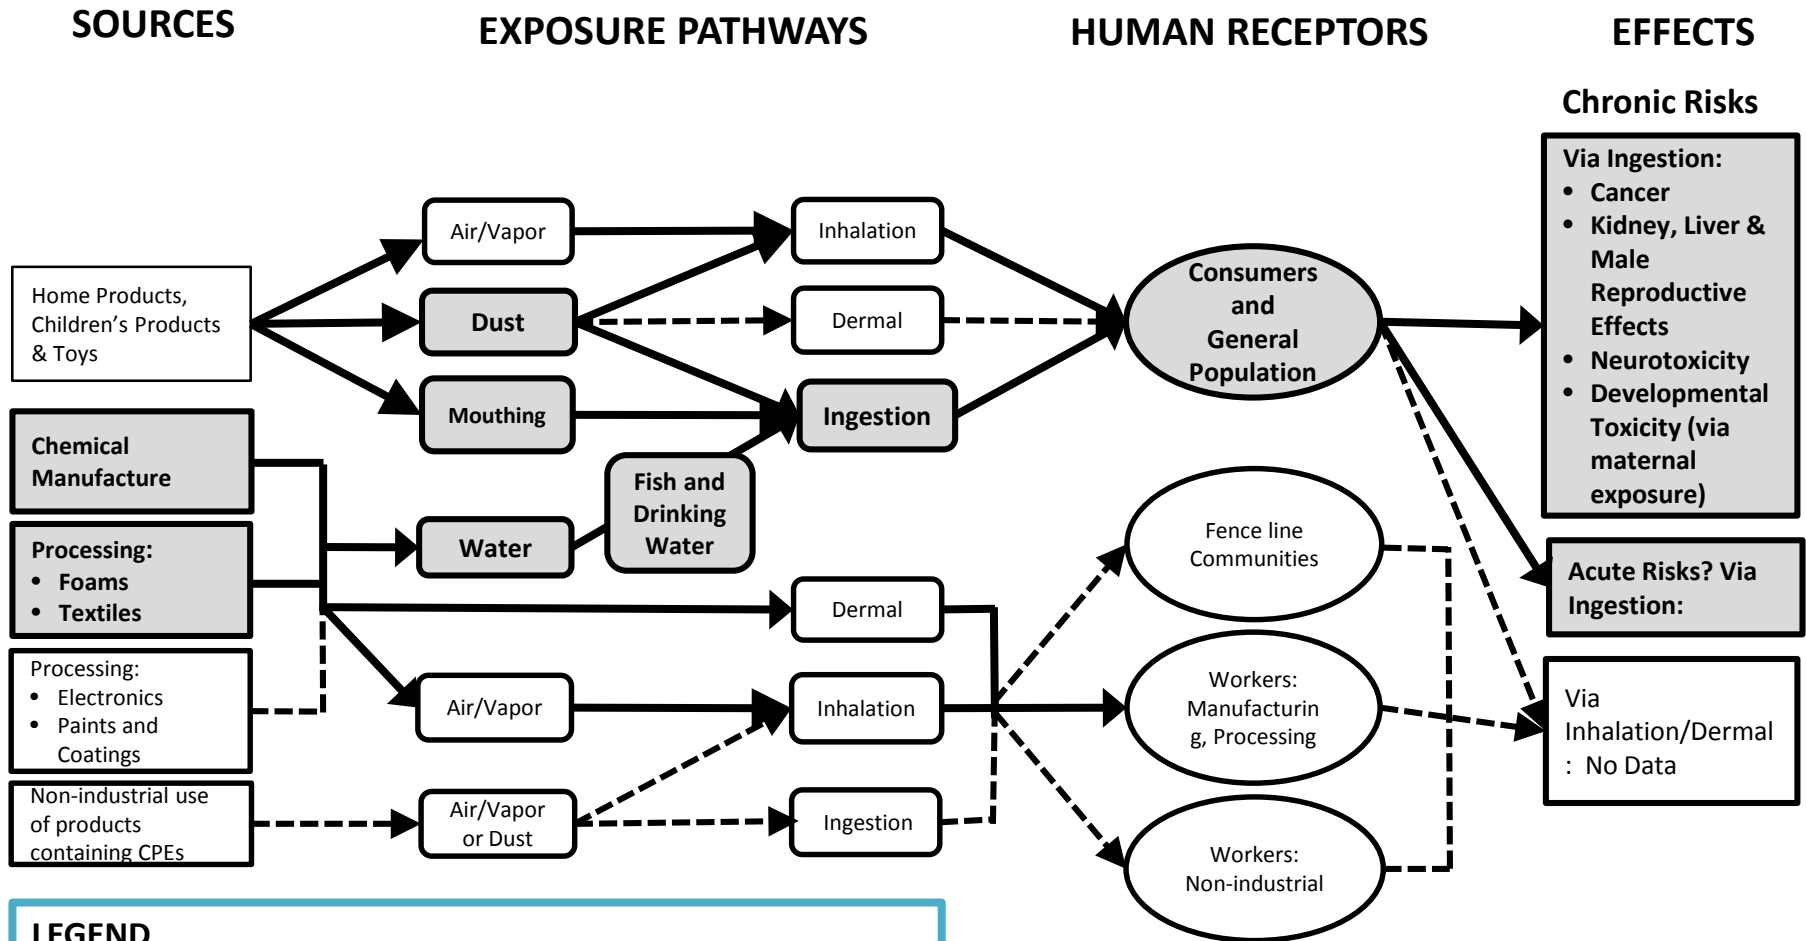 SOURCES
EXPOSURE PATHWAYS
HUMAN RECEPTORS
EFFECTS
Chronic Risks
Home Products,
Children’s Products
& Toys
Chemical
Manufacture
Processing:
• Foams
• Textiles
Processing:
• Electronics
• Paints and
Coatings
Non-industrial use
of products
containing CPEs
Air/Vapor
Dust
Mouthing
Water
Fish and
Drinking
Water
Air/Vapor
Air/Vapor
or Dust
Inhalation
Dermal
Ingestion
Dermal
Inhalation
Ingestion
Consumers
and
General
Population
Fence line
Communities
Workers:
Manufacturin
g, Processing
Workers:
Non-industrial
Via Ingestion:
• Cancer
• Kidney, Liver &
Male
Reproductive
Effects
• Neurotoxicity
• Developmental
Toxicity (via
maternal
exposure)
Acute Risks? Via
Ingestion:
Via
Inhalation/Dermal
: No Data
LEGEND